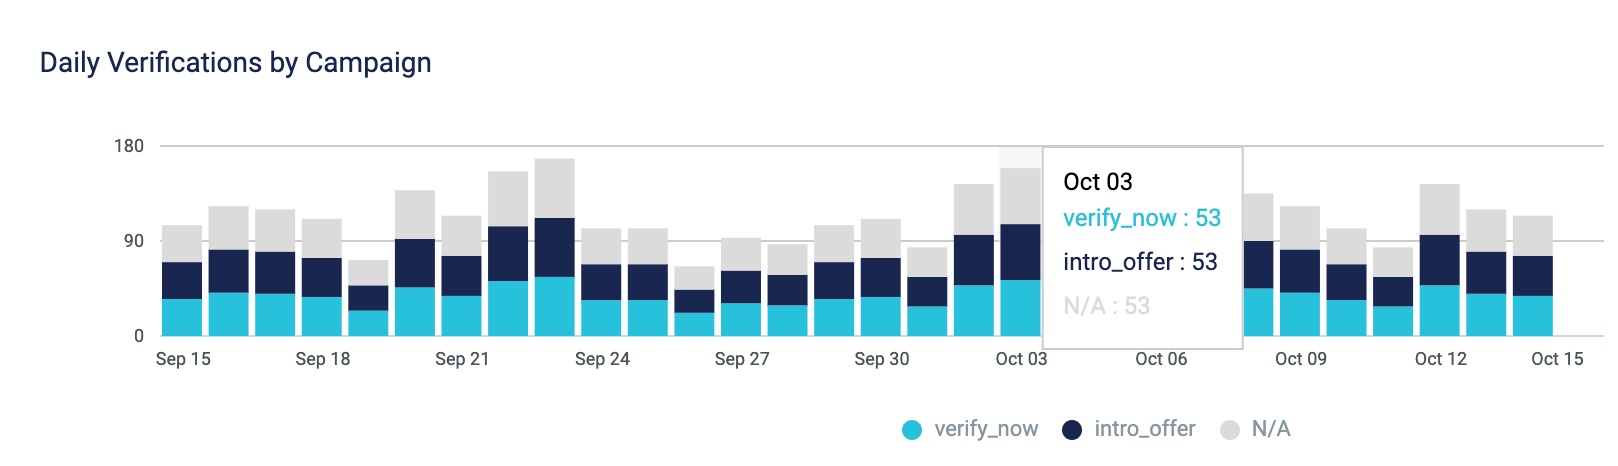 Daily Verifications by Campaign
180
90
0
Oct 03
verify_now : 53
intro_offer : 53
N/A : 53
Sep 15 Sep 18 Sep 21 Sep 24 Sep 27 Sep 30 Oct 03 Oct 06 Oct 09 Oct 12 Oct 15
verify_now intro_offer N/A